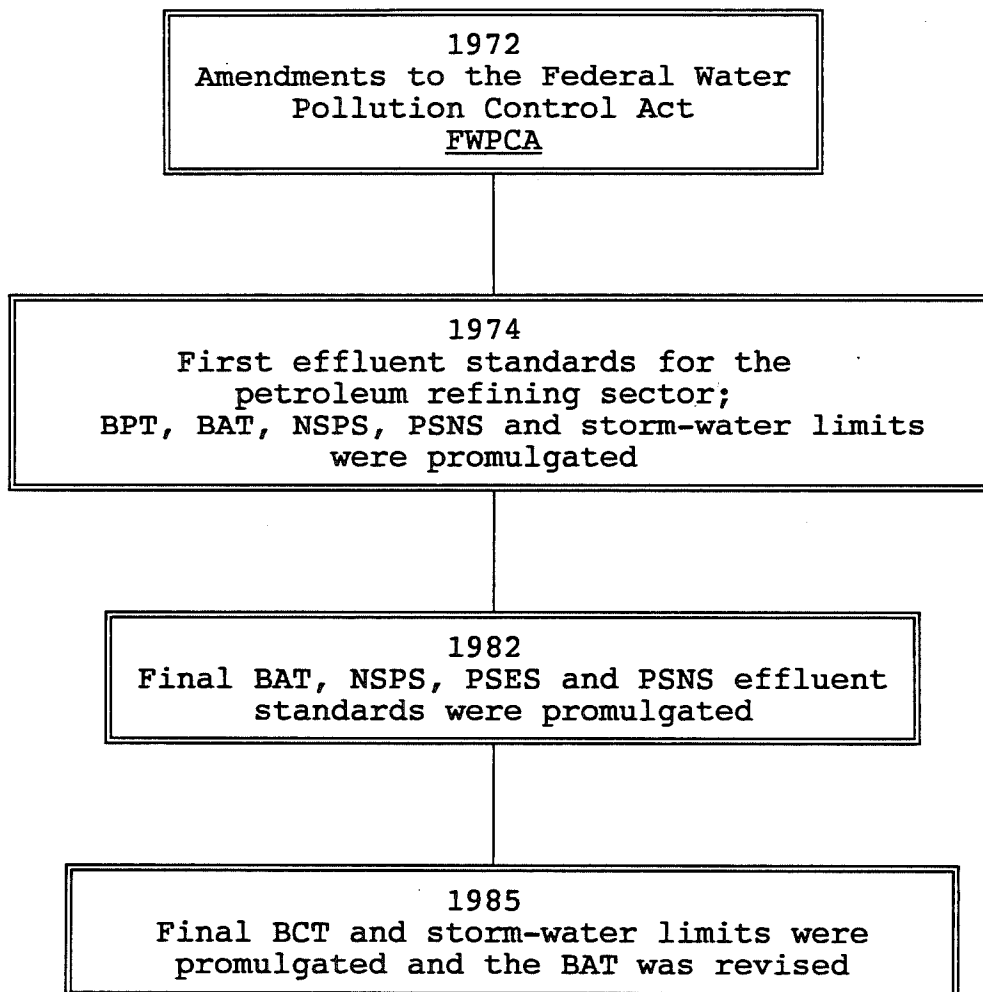 1972
Amendments to the Federal Water
Pollution Control Act
FWPCA
1974
First effluent standards for the
petroleum refining sector;
BPT, BAT, NSPS, PSNS and storm-water limits
were promulgated
1982
Final BAT, NSPS, PSES and PSNS effluent
standards were promulgated
1985
Final BCT and storm-water limits were
promulgated and the BAT was revised